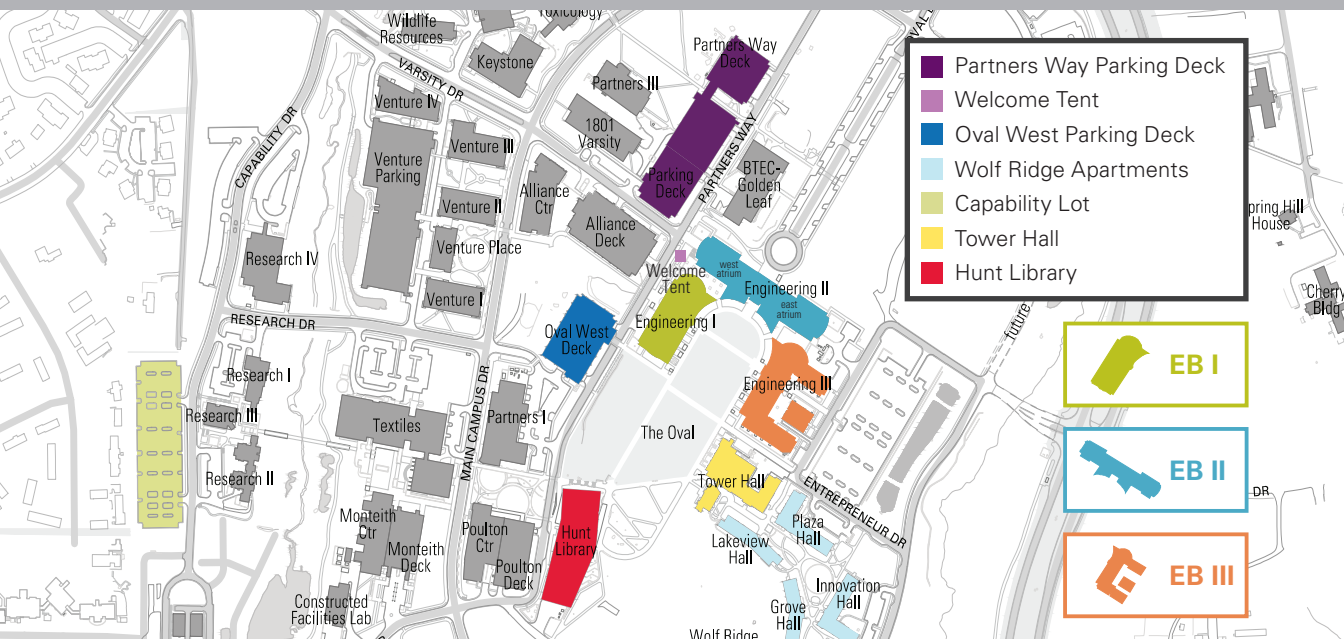 Wildlife
Resources
Toxicology
Keystone
Partners Way
Deck
VARSITY DR
Partners III
Venture IV
1801
Varsity
Venture III
Venture
Parking
CAPABILITY DR
Alliance
Ctr
Parking
Deck
PARTNERS WAY
BTEC-
Golden
Leaf
Venture II
Alliance
Deck
Venture Place
Research IV
Welcome
Tent
west
atrium
Engineering II
east
atrium
Venture I
RESEARCH DR
Oval West
Deck
Engineering I
Research I
Engineering III
Research III
Textiles
MAIN CAMPUS DR
Partners I
The Oval
Research II
Tower Hall
ENTREPRENEUR DR
Monteith
Ctr
Monteith
Deck
Poulton
Ctr
Poulton
Deck
Hunt
Library
Lakeview
Hall
Plaza
Hall
Constructed
Facilities Lab
Grove
Hall
Innovation
Hall
Wolf Ridge
Partners Way Parking Deck
Welcome Tent
Oval West Parking Deck
Wolf Ridge Apartments
Capability Lot
Tower Hall
Hunt Library
pring Hill
House
Cherry
Bldg
future
EB I
EB II
DR
EB III